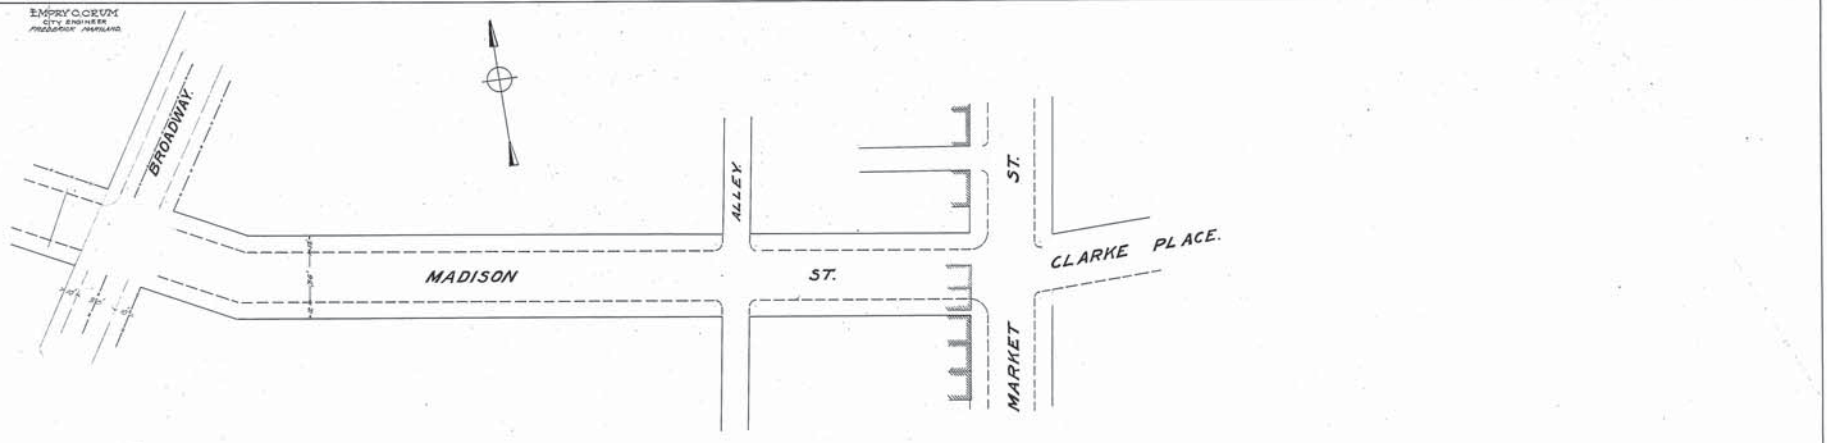 EMORY C. CRUM
CITY ENGINEER
FREDERICK MARYLAND.
BROADWAY.
ALLEY.
ST.
CLARKE PLACE.
MADISON ST.
MARKET